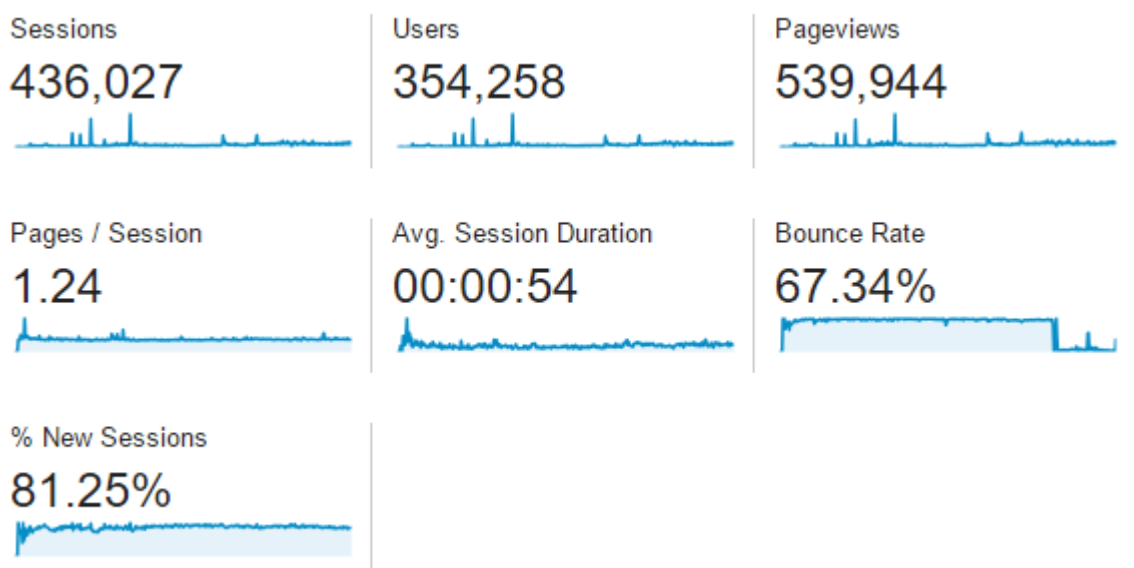 Sessions
436,027
Users
354,258
Pageviews
539,944
Pages / Session
1.24
Avg. Session Duration
00:00:54
Bounce Rate
67.34%
% New Sessions
81.25%